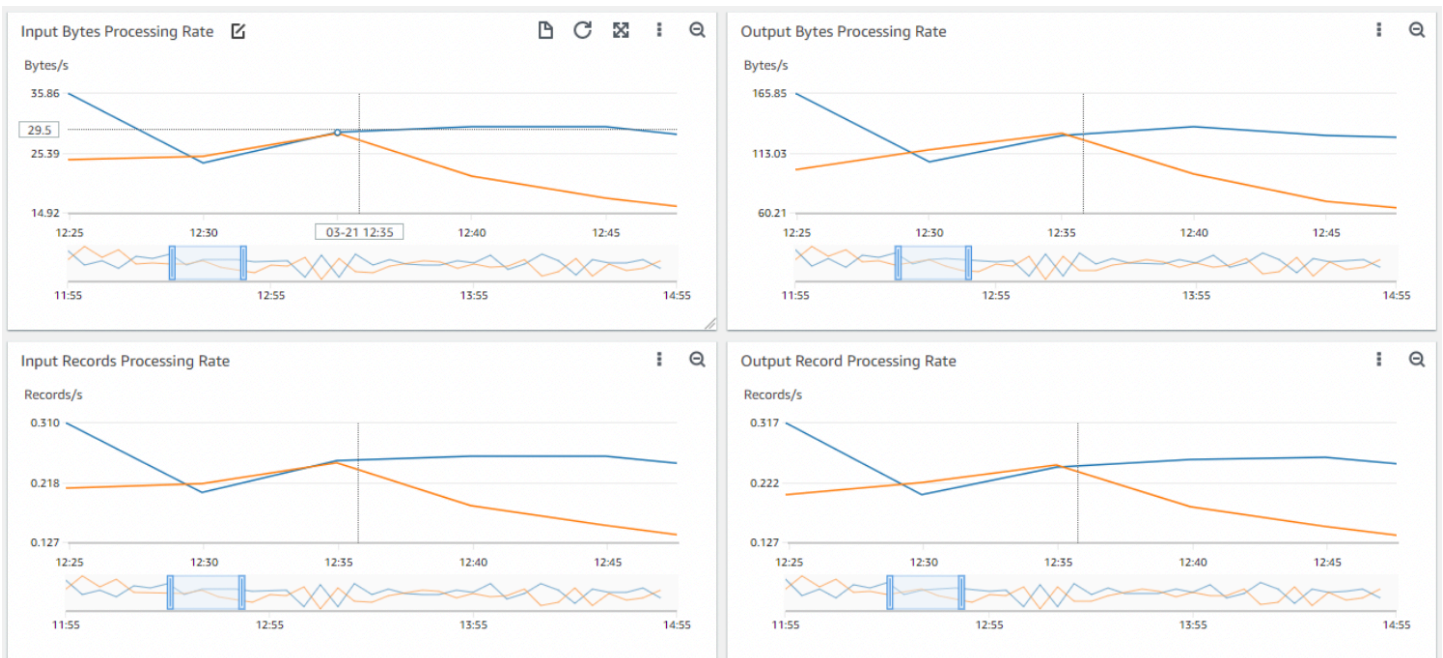 Input Bytes Processing Rate
Bytes/s
35.86
29.5
25.39
14.92
12:25 12:30 03-21 12:35 12:40 12:45
11:55 12:55 13:55 14:55
Output Bytes Processing Rate
Bytes/s
165.85
113.03
60.21
12:25 12:30 12:35 12:40 12:45
11:55 12:55 13:55 14:55
Input Records Processing Rate
Records/s
0.310
0.218
0.127
12:25 12:30 12:35 12:40 12:45
11:55 12:55 13:55 14:55
Output Record Processing Rate
Records/s
0.317
0.222
0.127
12:25 12:30 12:35 12:40 12:45
11:55 12:55 13:55 14:55